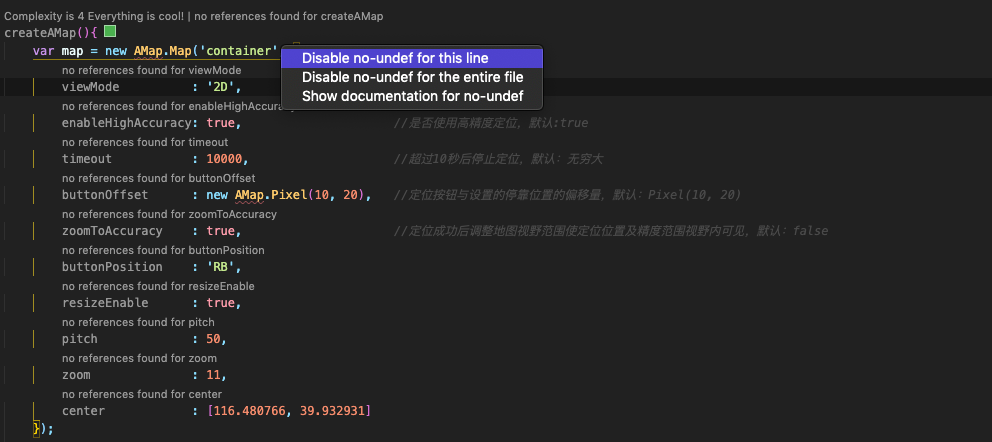 Complexity is 4 Everything is cool! | no references found for createAMap
createAMap(){
var map = new AMap.Map('container'
Disable no-undef for this line
no references found for viewMode
Disable no-undef for the entire file
viewMode : '2D',
Show documentation for no-undef
no references found for enableHighAccuracy
enableHighAccuracy: true, //是否使用高精度定位，默认:true
no references found for timeout
timeout : 10000, //超过10秒后停止定位，默认：无穷大
no references found for buttonOffset
buttonOffset : new AMap.Pixel(10, 20), //定位按钮与设置的停靠位置的偏移量，默认：Pixel(10, 20)
no references found for zoomToAccuracy
zoomToAccuracy : true, //定位成功后调整地图视野范围使定位位置及精度范围视野内可见，默认：false
no references found for buttonPosition
buttonPosition : 'RB',
no references found for resizeEnable
resizeEnable : true,
no references found for pitch
pitch : 50,
no references found for zoom
zoom : 11,
no references found for center
center : [116.480766, 39.932931]
});